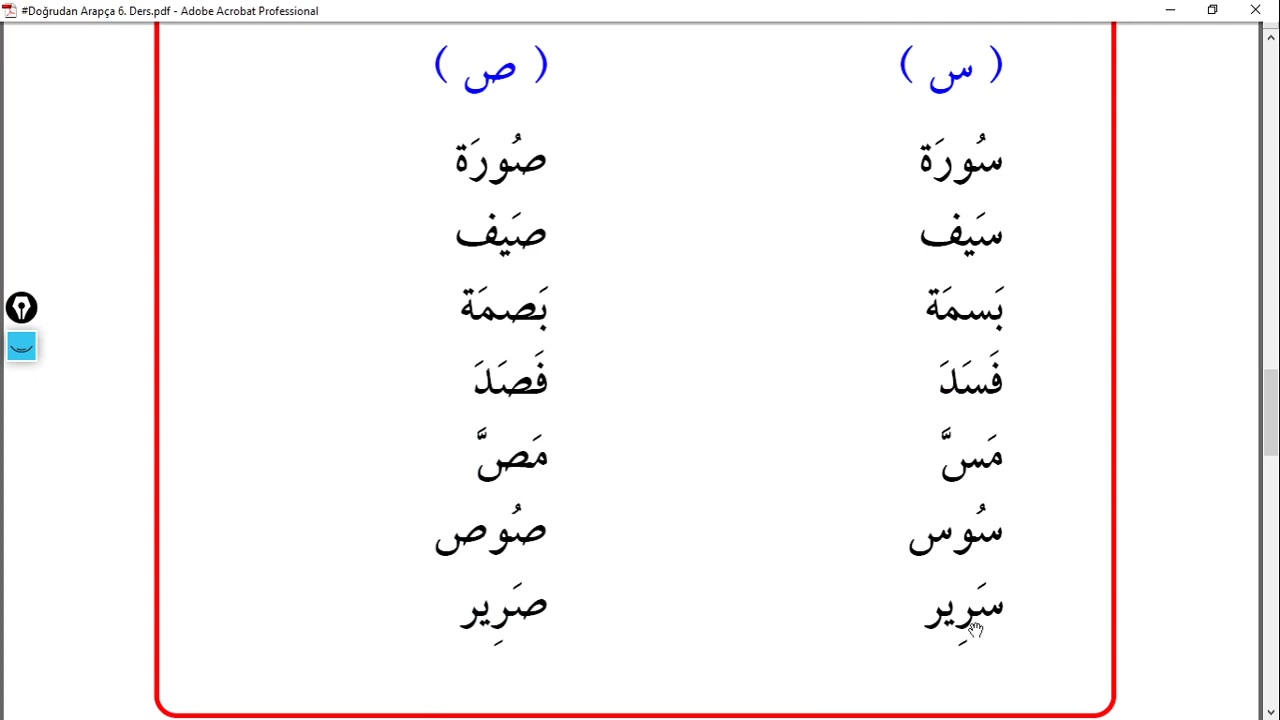 #Doğrudan Arapça 6. Ders.pdf - Adobe Acrobat Professional
( س ) ( ص )
سُورَة صُورَة
سَيف صَيف
بَسمَة بَصمَة
فَسَدَ فَصَدَ
مَسَّ مَصَّ
سُوس صُوص
سَرِير صَرِير